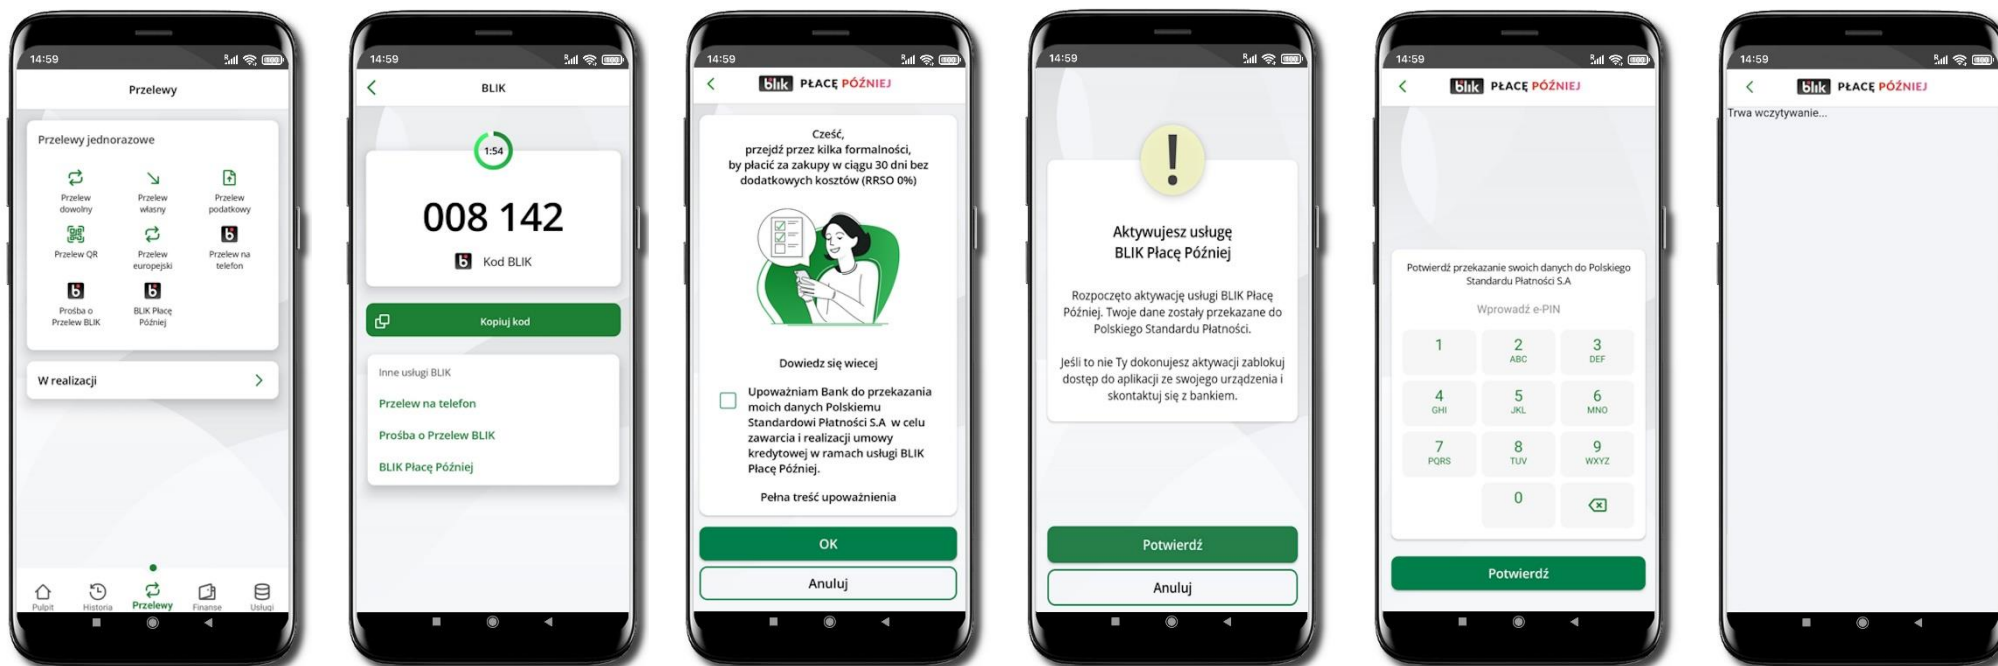 14:59
Przelewy
Przelewy jednorazowe
Przelew
dowolny
Przelew
własny
Przelew
podatkowy
Przelew QR
Przelew
europejski
Przelew na
telefon
Prośba o
Przelew BLIK
BLIK Płacę
Później
W realizacji
Pulpit
Historia
Przelewy
Finanse
Usługi
14:59
BLIK
1:54
008 142
Kod BLIK
Kopiuj kod
Inne usługi BLIK
Przelew na telefon
Prośba o Przelew BLIK
BLIK Płacę Później
14:59
blik PŁACĘ PÓŹNIEJ
Cześć,
przejdź przez kilka formalności,
by płacić za zakupy w ciągu 30 dni bez
dodatkowych kosztów (RRSO 0%)
Dowiedz się wiecej
Upoważniam Bank do przekazania
moich danych Polskiemu
Standardowi Płatności S.A w celu
zawarcia i realizacji umowy
kredytowej w ramach usługi BLIK
Płacę Później.
Pełna treść upoważnienia
OK
Anuluj
14:59
Aktywujesz usługę
BLIK Płacę Później
Rozpoczęto aktywację usługi BLIK Płacę
Później. Twoje dane zostały przekazane do
Polskiego Standardu Płatności.
Jeśli to nie Ty dokonujesz aktywacji zablokuj
dostęp do aplikacji ze swojego urządzenia i
skontaktuj się z bankiem.
Potwierdź
Anuluj
14:59
blik PŁACĘ PÓŹNIEJ
Potwierdź przekazanie swoich danych do Polskiego
Standardu Płatności S.A
Wprowadź e-PIN
1 2 3
ABC DEF
4 5 6
GHI JKL MNO
7 8 9
PQRS TUV WXYZ
0
Potwierdź
14:59
blik PŁACĘ PÓŹNIEJ
Trwa wczytywanie...